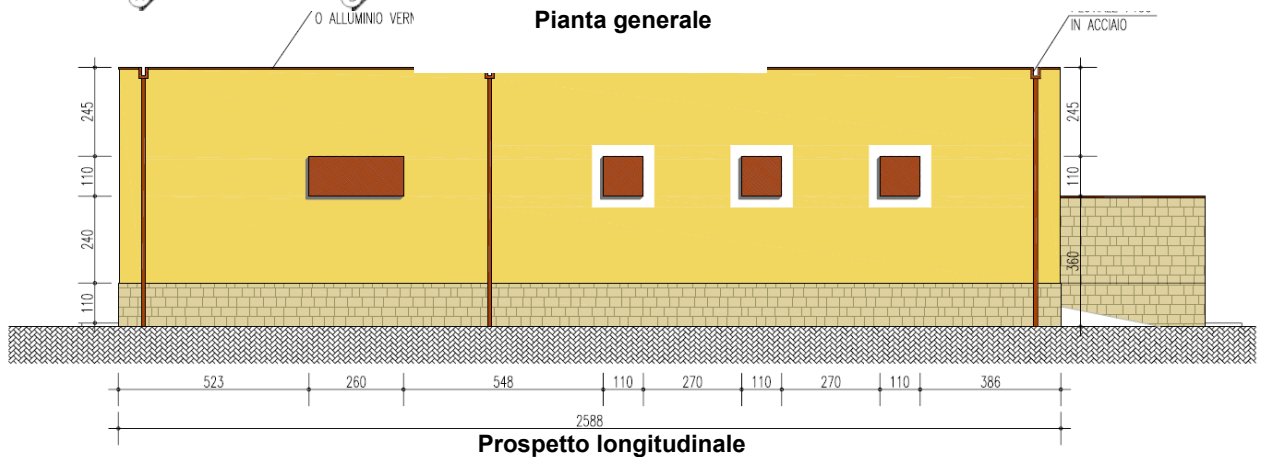 Pianta generale
O ALLUMINIO VERN
IN ACCIAIO
245
110
240
110
245
110
360
523 260 548 110 270 110 270 110 386
2588
Prospetto longitudinale